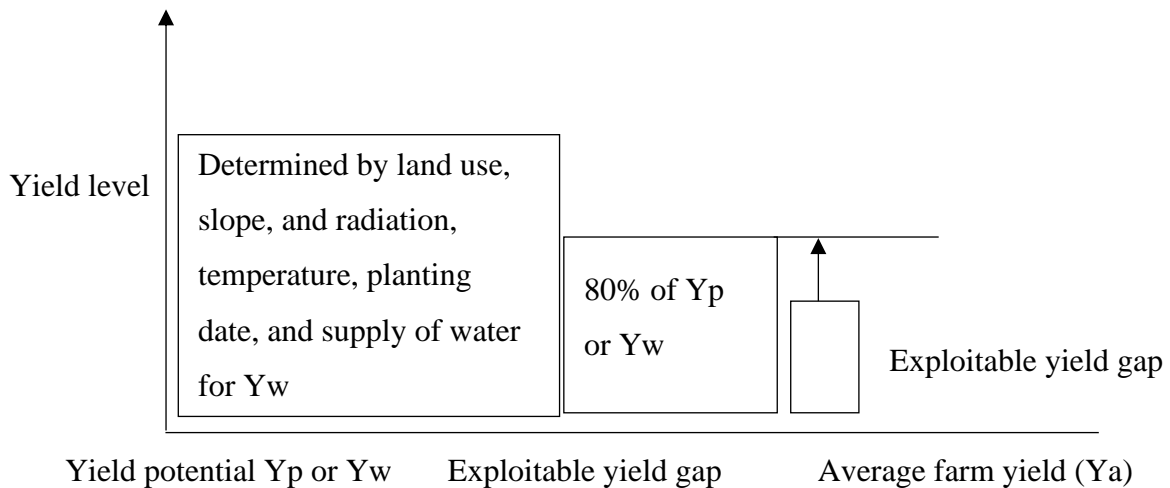 Yield level
Determined by land use,
slope, and radiation,
temperature, planting
date, and supply of water
for Yw
80% of Yp
or Yw
Exploitable yield gap
Yield potential Yp or Yw
Exploitable yield gap
Average farm yield (Ya)